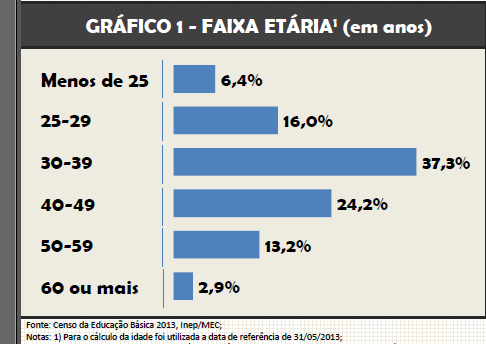 GRÁFICO 1 - FAIXA ETÁRIA¹ (em anos)
Menos de 25 6,4%
25-29 16,0%
30-39 37,3%
40-49 24,2%
50-59 13,2%
60 ou mais 2,9%
Fonte: Censo da Educação Básica 2013, Inep/MEC;
Notas: 1) Para o cálculo da idade foi utilizada a data de referência de 31/05/2013;